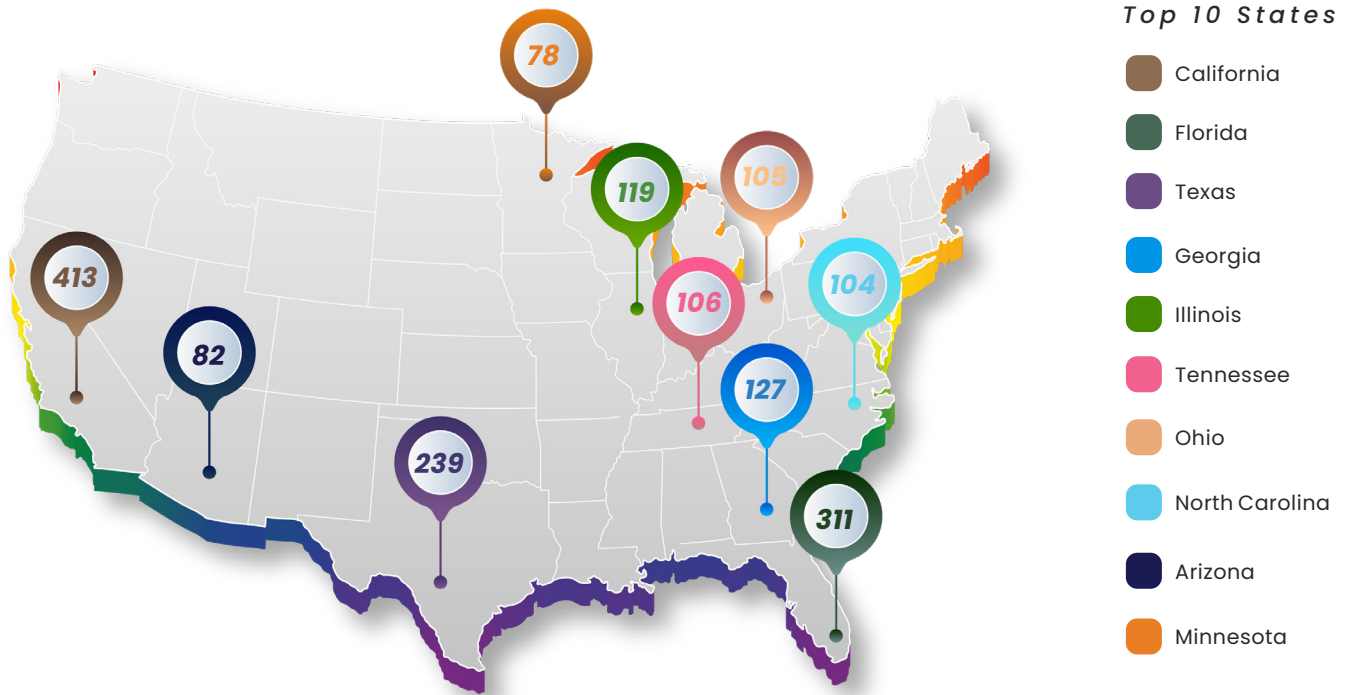 Top 10 States
78
119
105
413
106
104
82
127
239
311
California
Florida
Texas
Georgia
Illinois
Tennessee
Ohio
North Carolina
Arizona
Minnesota